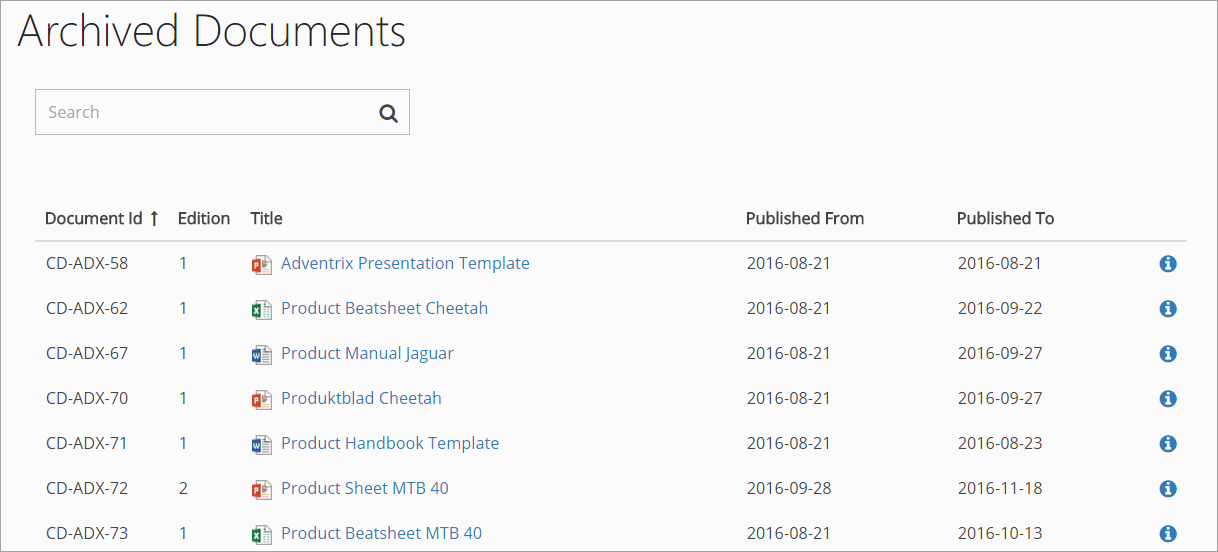 Archived Documents
Search
Document Id ↑ Edition Title Published From Published To
CD-ADX-58 1 Adventrix Presentation Template 2016-08-21 2016-08-21
CD-ADX-62 1 Product Beatsheet Cheetah 2016-08-21 2016-09-22
CD-ADX-67 1 Product Manual Jaguar 2016-08-21 2016-09-27
CD-ADX-70 1 Produktblad Cheetah 2016-08-21 2016-09-27
CD-ADX-71 1 Product Handbook Template 2016-08-21 2016-08-23
CD-ADX-72 2 Product Sheet MTB 40 2016-09-28 2016-11-18
CD-ADX-73 1 Product Beatsheet MTB 40 2016-08-21 2016-10-13